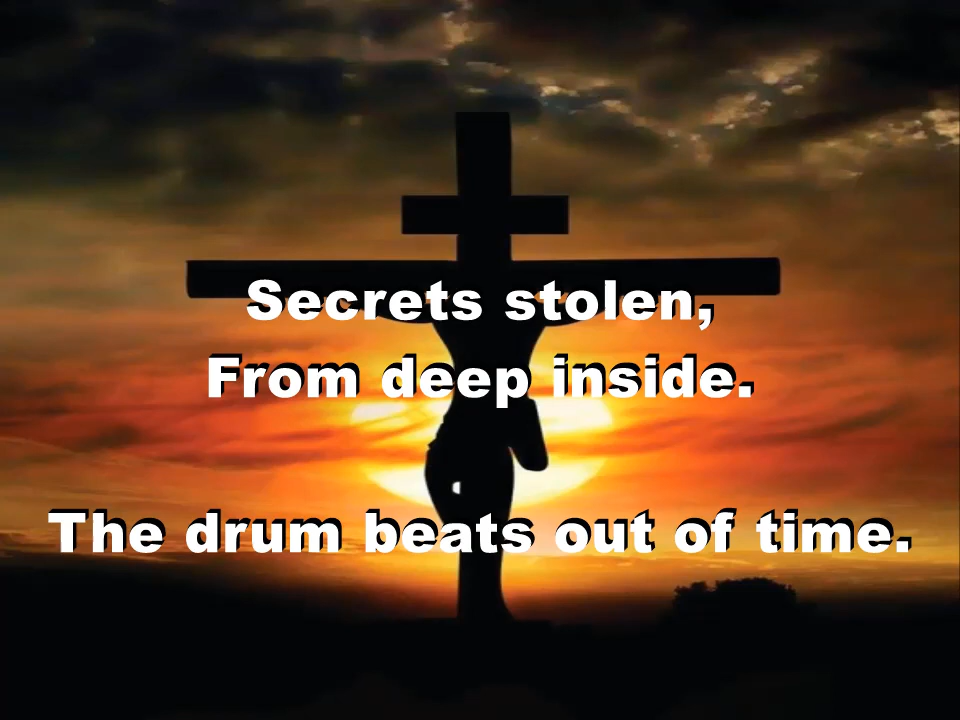 Secrets stolen,
From deep inside.
The drum beats out of time.